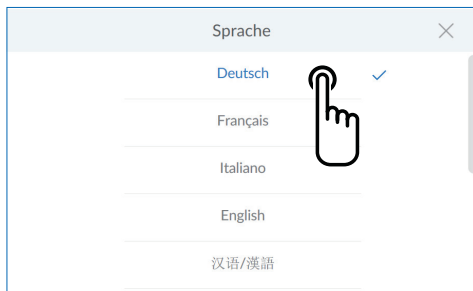 Sprache
Deutsch
Français
Italiano
English
汉语/漢語